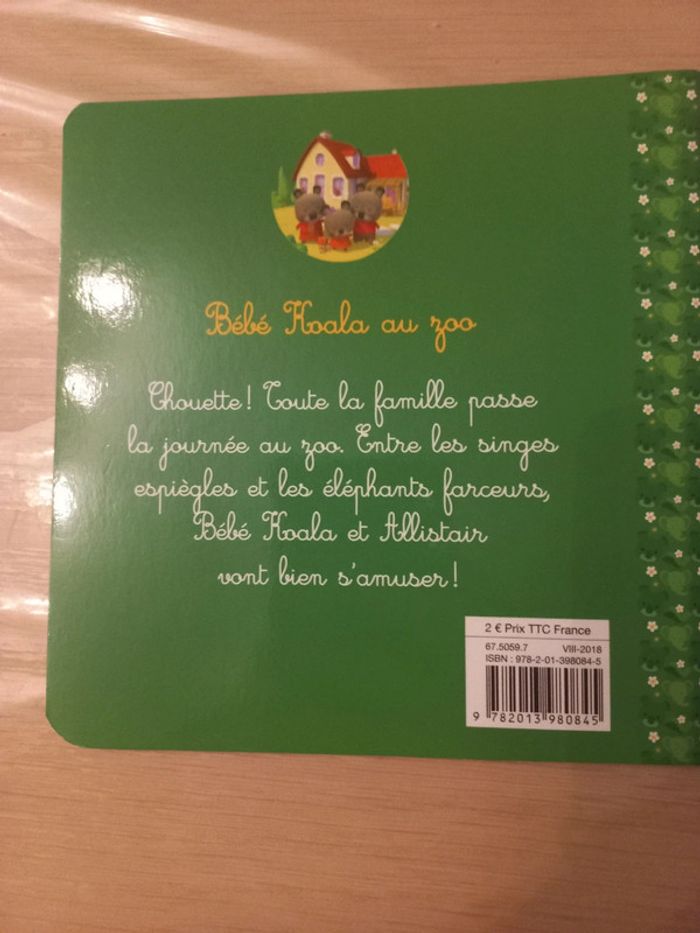 Bébé Koala au zoo
Chouette! Toute la famille passe
la journée au zoo. Entre les singes
espiègles et les éléphants farceurs,
Bébé Koala et Allistair
vont bien s'amuser!
2 € Prix TTC France
67.5059.7 VIII-2018
ISBN : 978-2-01-398084-5
9 782013 980845